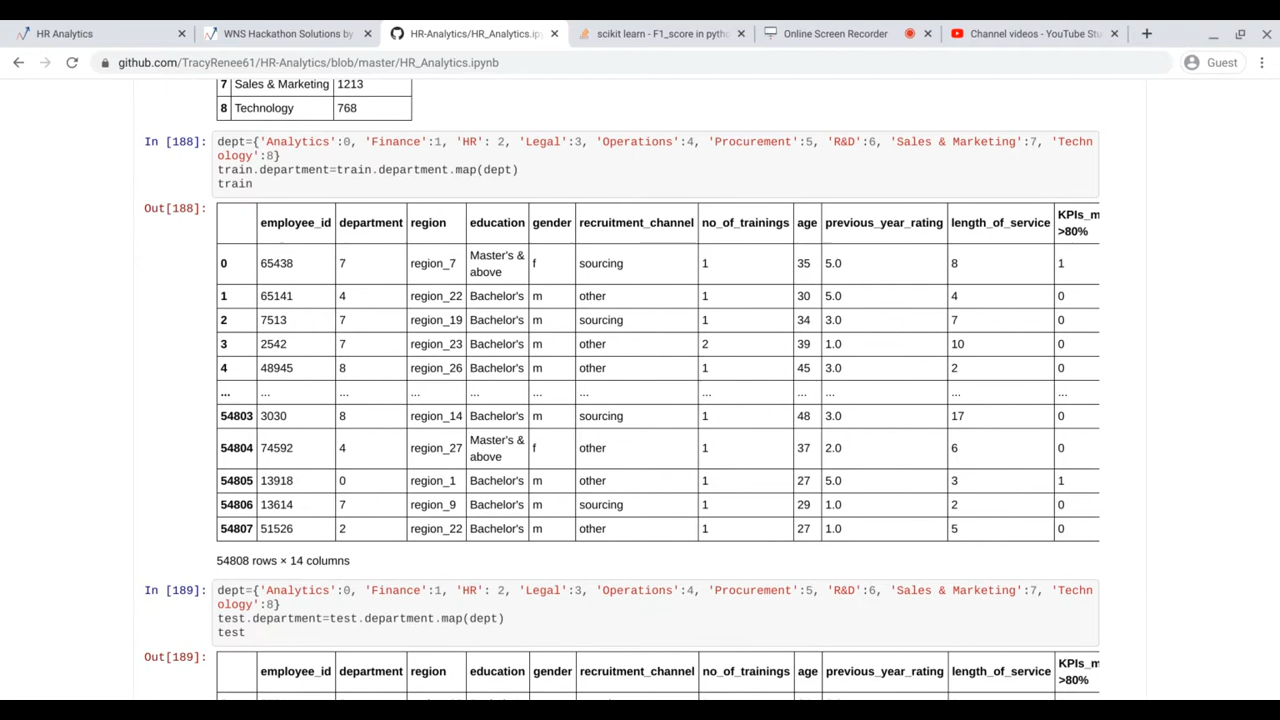 HR Analytics
WNS Hackathon Solutions by
HR-Analytics/HR_Analytics.ipy
scikit learn - F1_score in pytho
Online Screen Recorder
Channel videos - YouTube Stu
github.com/TracyRenee61/HR-Analytics/blob/master/HR_Analytics.ipynb
Guest
7 Sales & Marketing 1213
8 Technology 768
In [188]: dept={'Analytics':0, 'Finance':1, 'HR': 2, 'Legal':3, 'Operations':4, 'Procurement':5, 'R&D':6, 'Sales & Marketing':7, 'Techn
ology':8}
train.department=train.department.map(dept)
train
Out[188]:
employee_id department region education gender recruitment_channel no_of_trainings age previous_year_rating length_of_service KPIs_m
>80%
0 65438 7 region_7 Master's & above f sourcing 1 35 5.0 8 1
1 65141 4 region_22 Bachelor's m other 1 30 5.0 4 0
2 7513 7 region_19 Bachelor's m sourcing 1 34 3.0 7 0
3 2542 7 region_23 Bachelor's m other 2 39 1.0 10 0
4 48945 8 region_26 Bachelor's m other 1 45 3.0 2 0
... ... ... ... ... ... ... ... ... ... ... ...
54803 3030 8 region_14 Bachelor's m sourcing 1 48 3.0 17 0
54804 74592 4 region_27 Master's & above f other 1 37 2.0 6 0
54805 13918 0 region_1 Bachelor's m other 1 27 5.0 3 1
54806 13614 7 region_9 Bachelor's m sourcing 1 29 1.0 2 0
54807 51526 2 region_22 Bachelor's m other 1 27 1.0 5 0
54808 rows × 14 columns
In [189]: dept={'Analytics':0, 'Finance':1, 'HR': 2, 'Legal':3, 'Operations':4, 'Procurement':5, 'R&D':6, 'Sales & Marketing':7, 'Techn
ology':8}
test.department=test.department.map(dept)
test
Out[189]:
employee_id department region education gender recruitment_channel no_of_trainings age previous_year_rating length_of_service KPIs_m
>80%